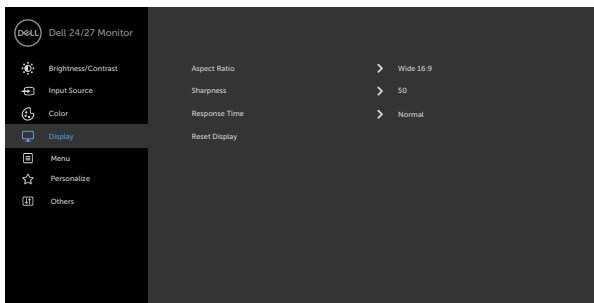 DELL
Dell 24/27 Monitor
Brightness/Contrast
Input Source
Color
Display
Menu
Personalize
Others
Aspect Ratio Wide 16:9
Sharpness 50
Response Time Normal
Reset Display